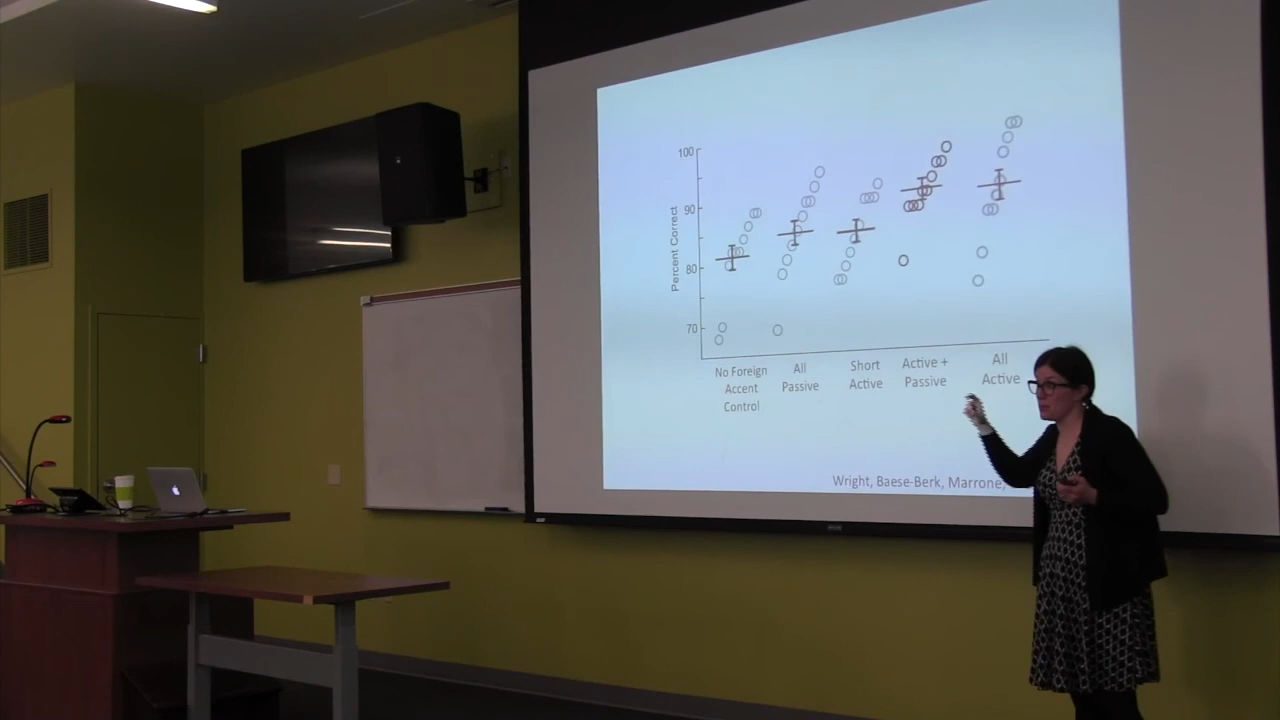 100
90
80
70
Percent Correct
No Foreign
Accent
Control
All
Passive
Short
Active
Active +
Passive
All
Active
Wright, Baese-Berk, Marrone,